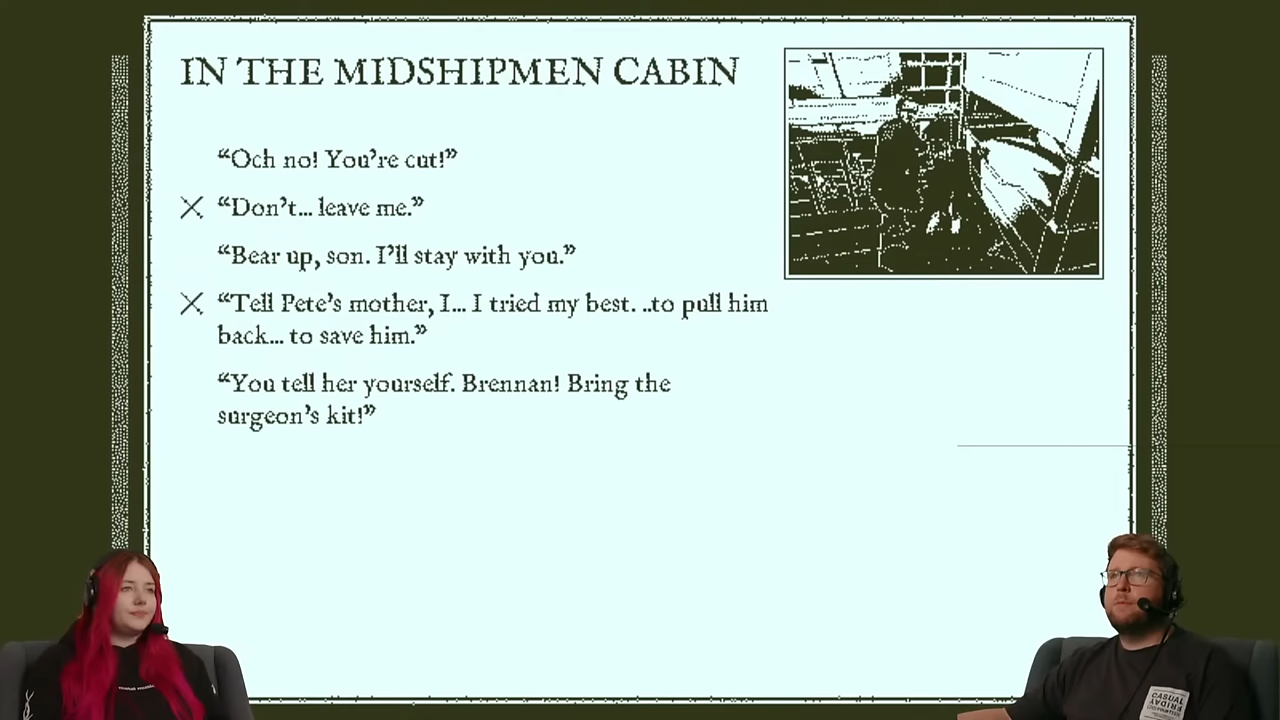 IN THE MIDSHIPMEN CABIN
“Och no! You’re cut!”
“Don’t... leave me.”
“Bear up, son. I’ll stay with you.”
“Tell Pete’s mother, I... I tried my best. ..to pull him
back... to save him.”
“You tell her yourself. Brennan! Bring the
surgeon’s kit!”
CASUAL
FRIDAY